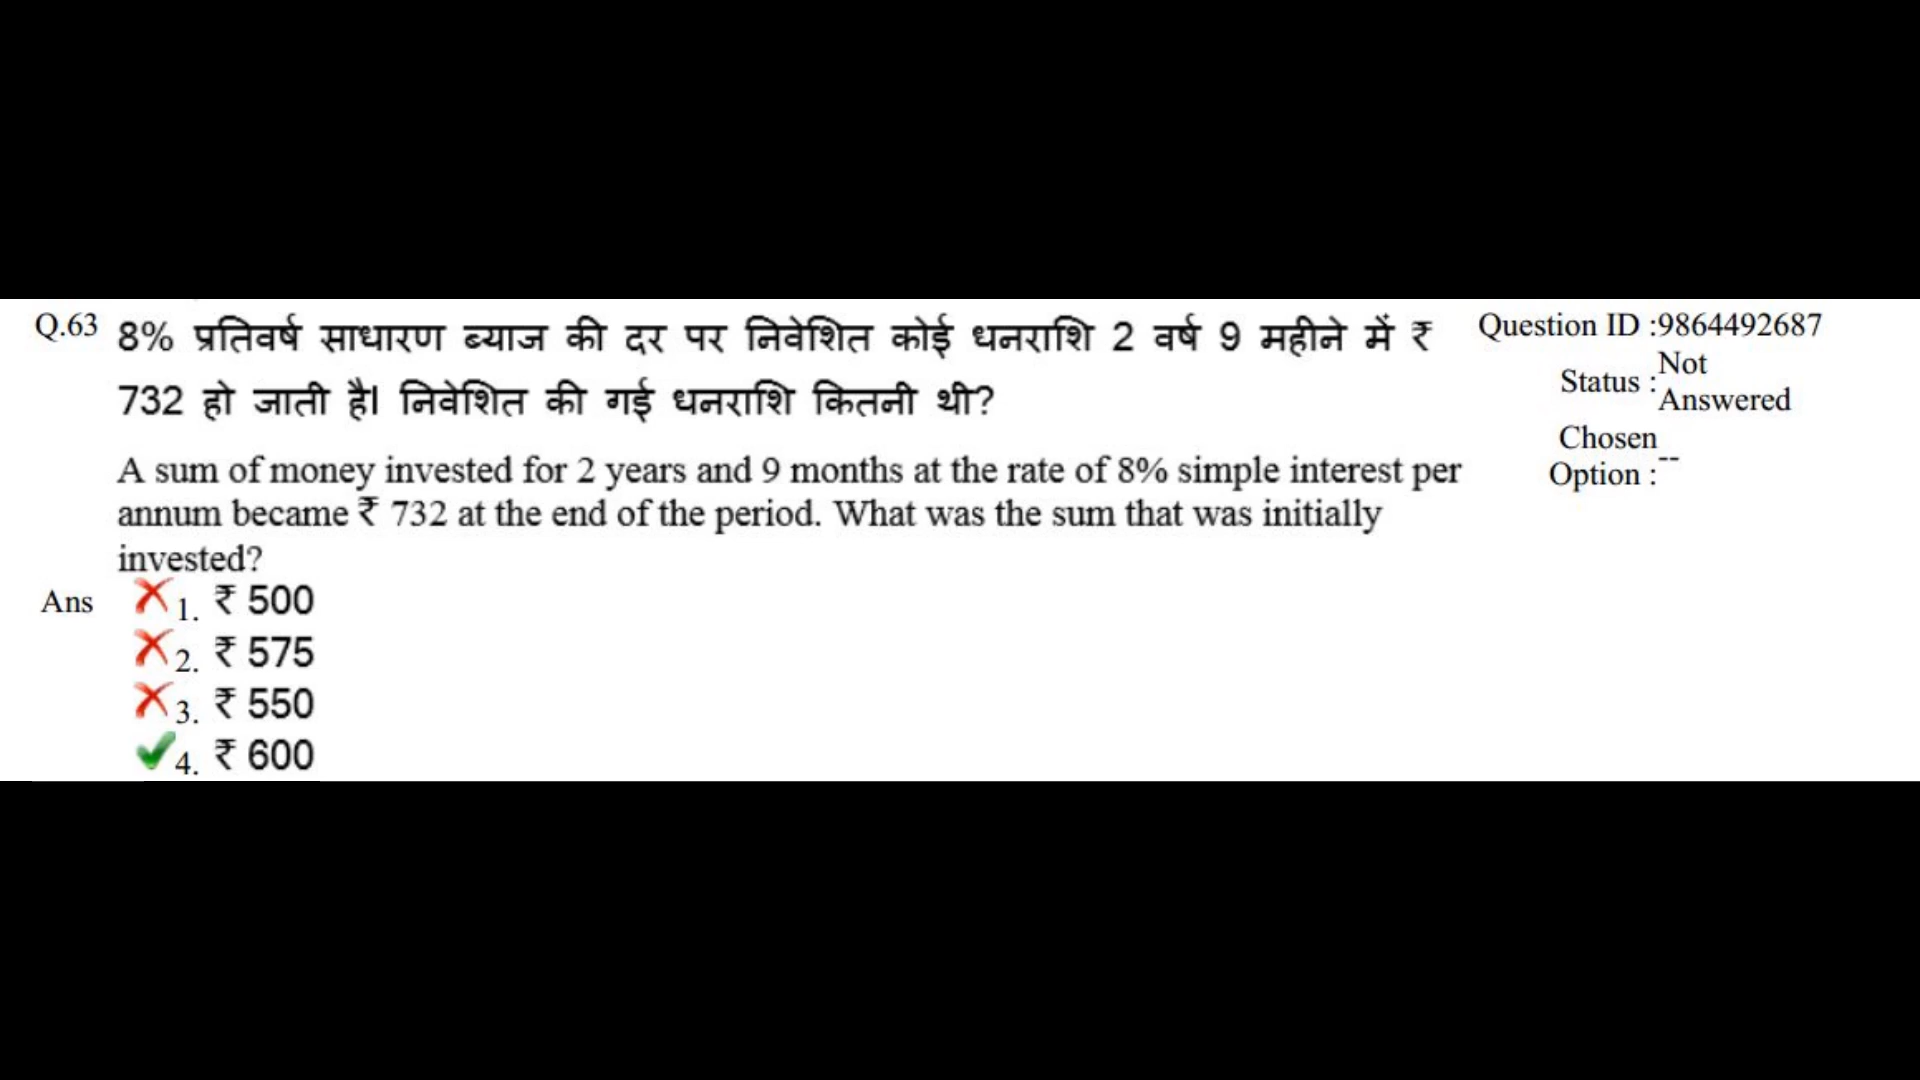 Q.63 8% प्रतिवर्ष साधारण ब्याज की दर पर निवेशित कोई धनराशि 2 वर्ष 9 महीने में ₹
732 हो जाती है। निवेशित की गई धनराशि कितनी थी?
A sum of money invested for 2 years and 9 months at the rate of 8% simple interest per
annum became ₹ 732 at the end of the period. What was the sum that was initially
invested?
Ans 1. ₹ 500
2. ₹ 575
3. ₹ 550
4. ₹ 600
Question ID :9864492687
Status : Not
Answered
Chosen
Option : --